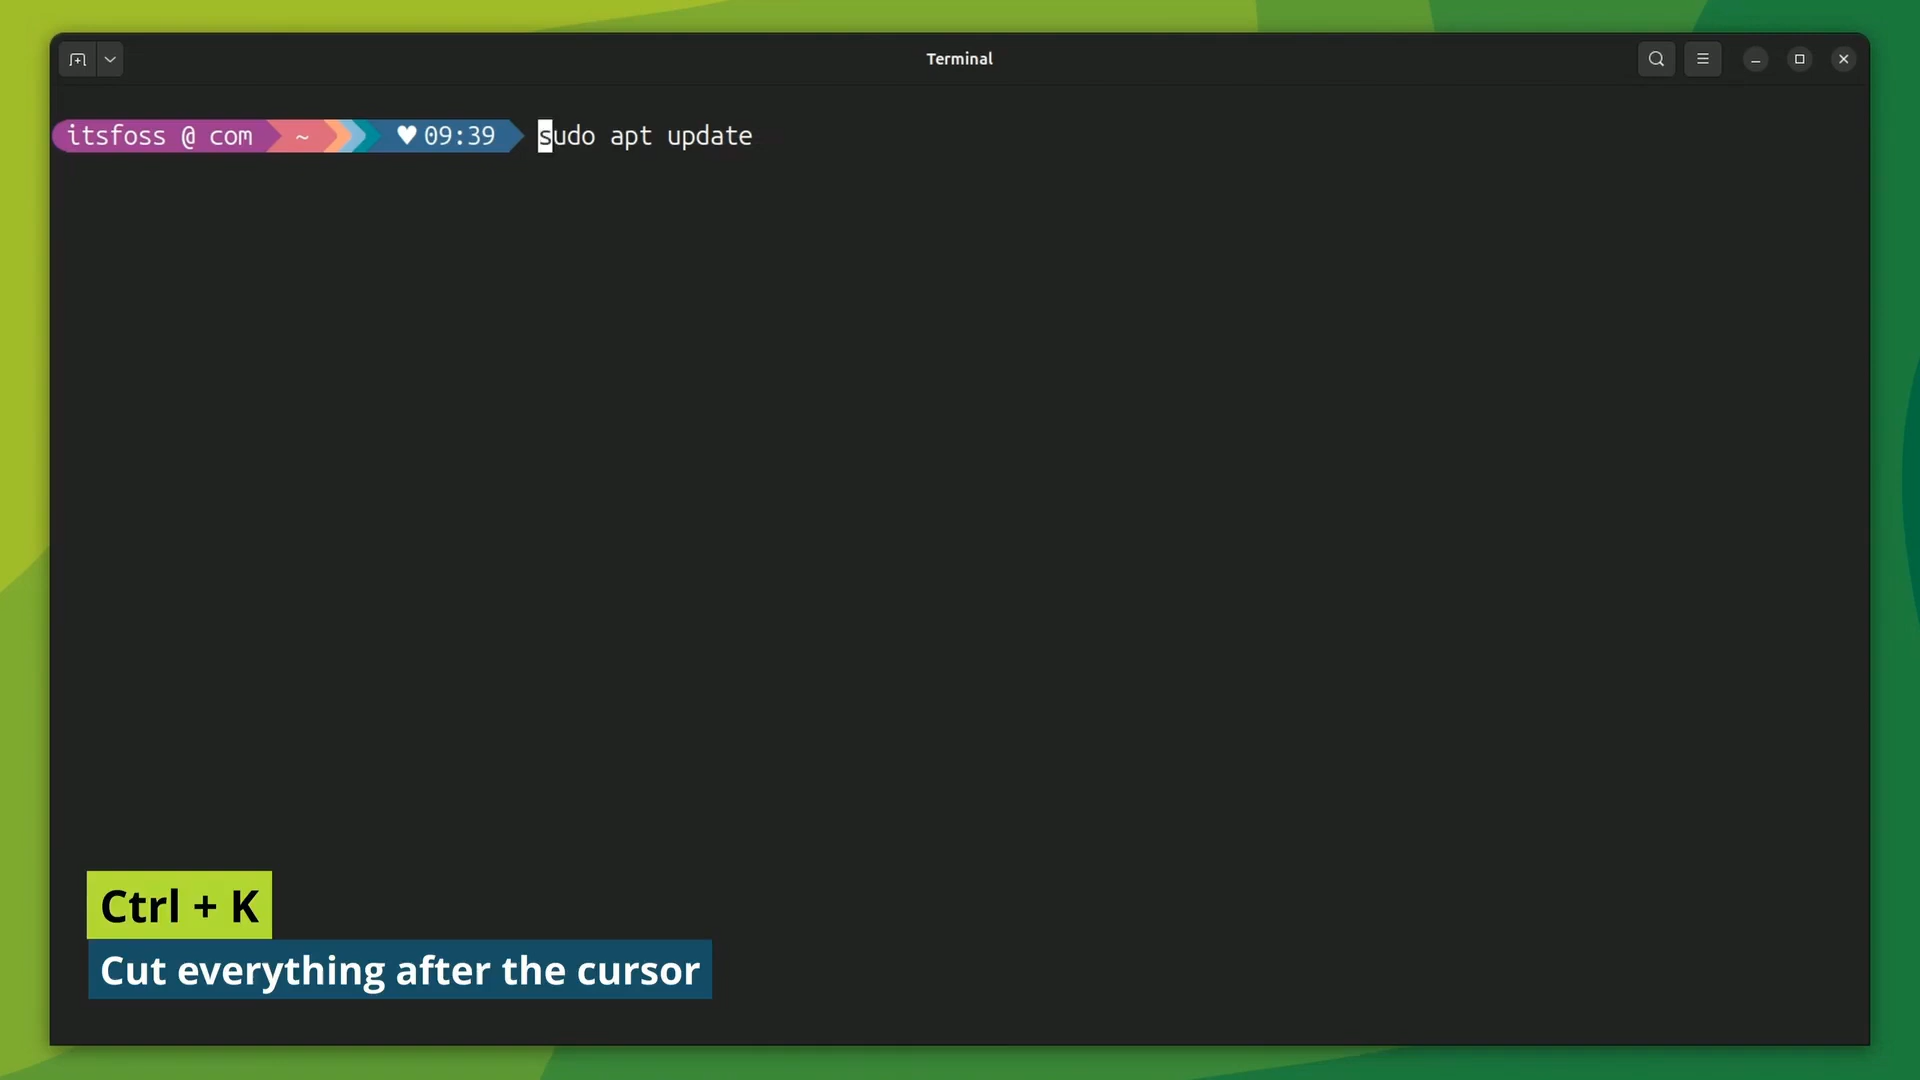 Terminal
itsfoss @ com ~ ♥ 09:39 sudo apt update
Ctrl + K
Cut everything after the cursor